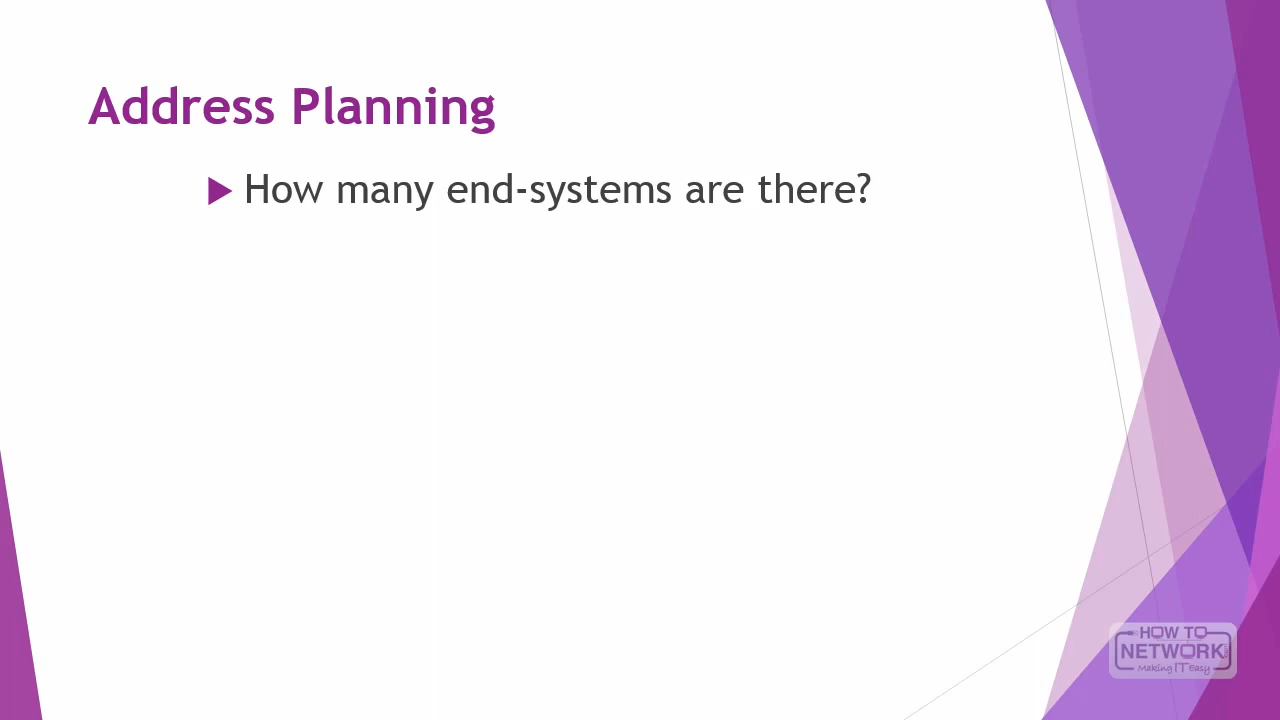 Address Planning
How many end-systems are there?
HOW TO
NETWORK
Making IT Easy